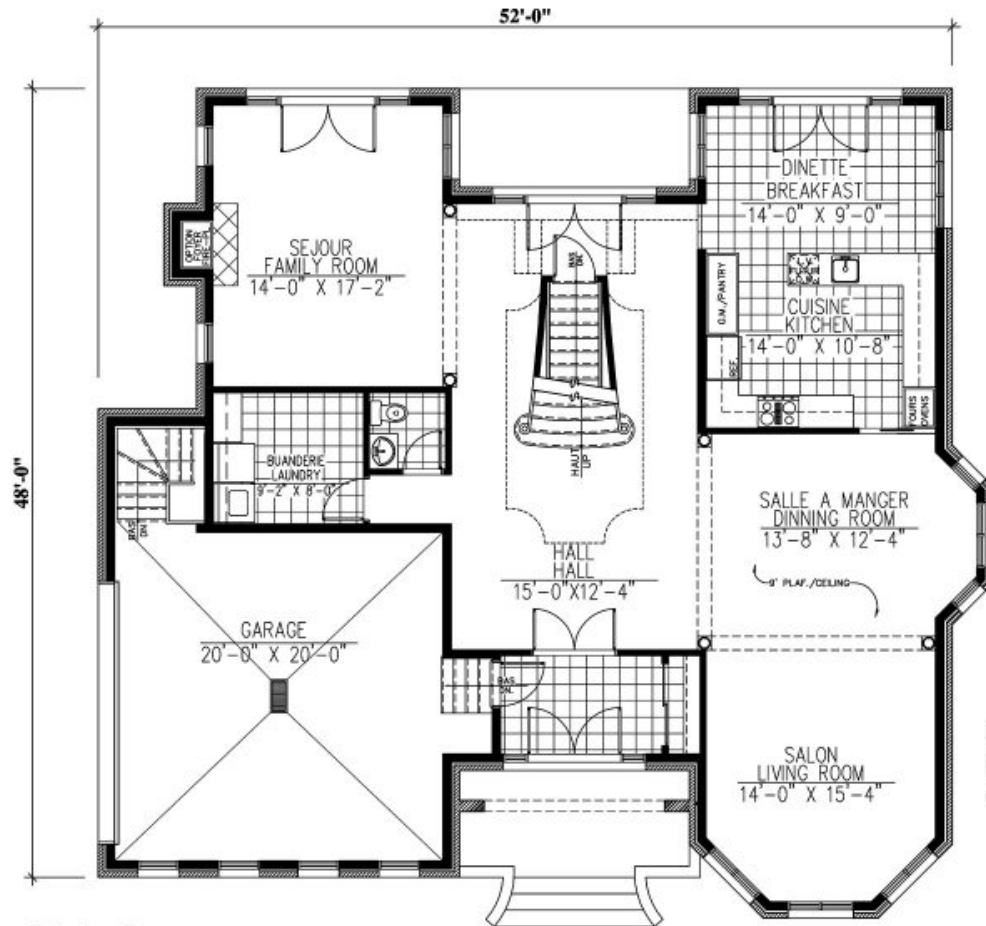 52'-0"
48'-0"
DINETTE
BREAKFAST
14'-0" X 9'-0"
OPTION
FOYER
FIRE-PL.
SEJOUR
FAMILY ROOM
14'-0" X 17'-2"
BAS
DN.
G.M./PANTRY
L.V.
CUISINE
KITCHEN
14'-0" X 10'-8"
REF.
FOURS
OVENS
BUANDERIE
LAUNDRY
9'-2" X 8'-0"
HAUT
UP
BAS
DN
SALLE A MANGER
DINNING ROOM
13'-8" X 12'-4"
9' PLAF./CEILING
HALL
HALL
15'-0"X12'-4"
GARAGE
20'-0" X 20'-0"
BAS
DN.
SALON
LIVING ROOM
14'-0" X 15'-4"